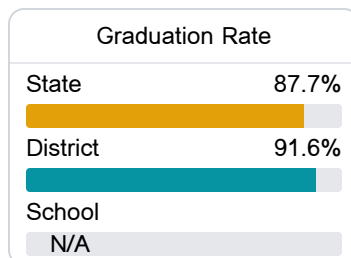 Graduation Rate
State 87.7%
District 91.6%
School
N/A